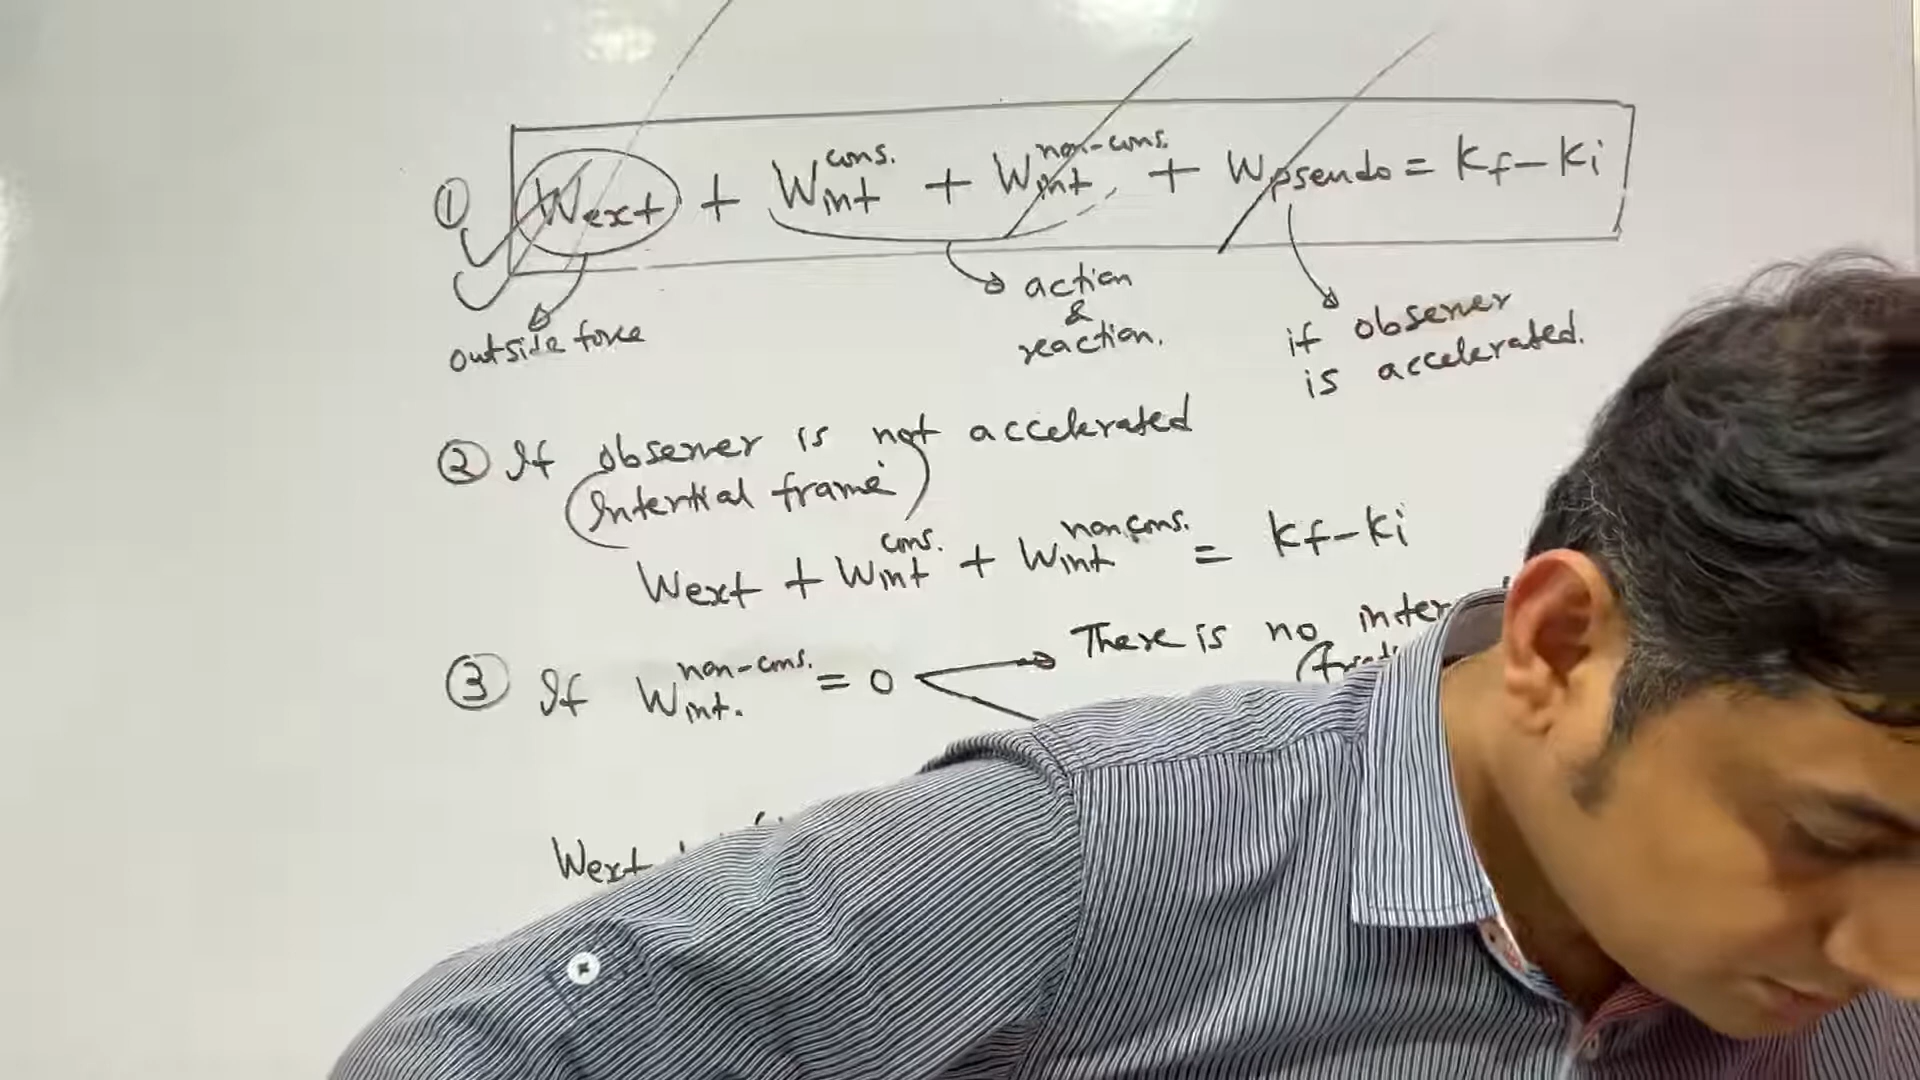 ① Wext + Wint cons. + Wint non-cons. + Wpseudo = Kf - Ki
outside force
action
&
reaction.
if observer
is accelerated.
② If observer is not accelerated
(Intertial frame)
Wext + Wint cons. + Wint non cons. = Kf - Ki
③ If Wint. non-cons. = 0
There is no
Wext